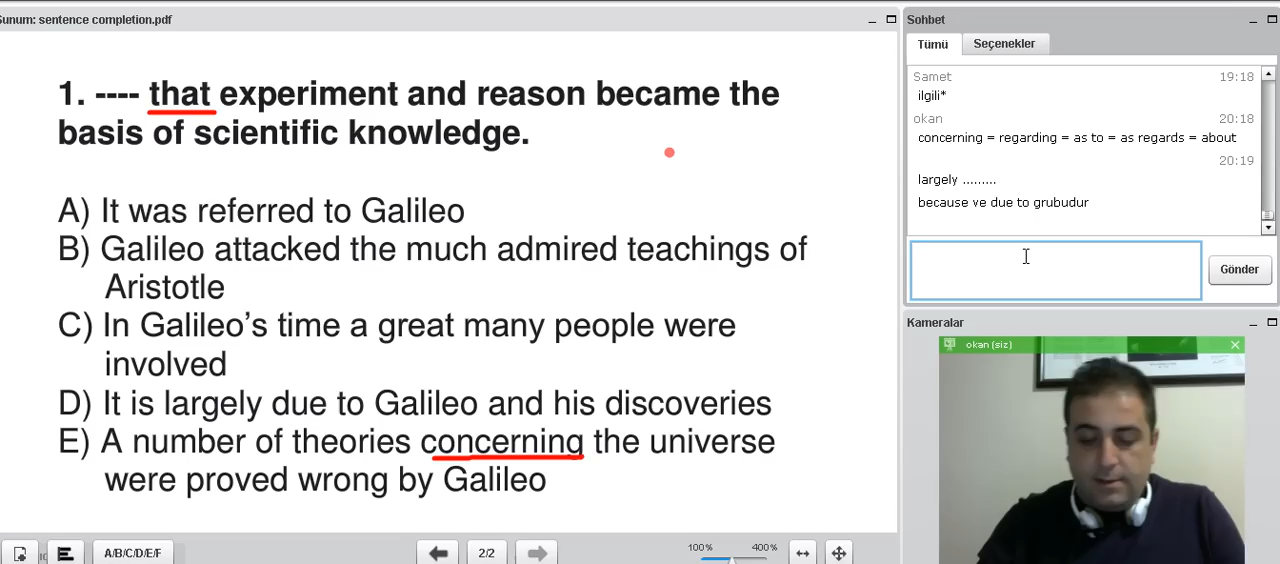 Sunum: sentence completion.pdf
1. ---- that experiment and reason became the
basis of scientific knowledge.
A) It was referred to Galileo
B) Galileo attacked the much admired teachings of
Aristotle
C) In Galileo's time a great many people were
involved
D) It is largely due to Galileo and his discoveries
E) A number of theories concerning the universe
were proved wrong by Galileo
A/B/C/D/E/F
2/2
100% 400%
Sohbet
Tümü Seçenekler
Samet 19:18
ilgili*
okan 20:18
concerning = regarding = as to = as regards = about
20:19
largely .........
because ve due to grubudur
Gönder
Kameralar
okan (siz)